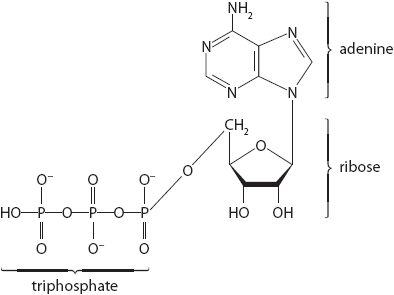 NH2
N N
adenine
N N
CH2
O
O
ribose
O– O O–
HO P O P O P
HO OH
O O– O
triphosphate